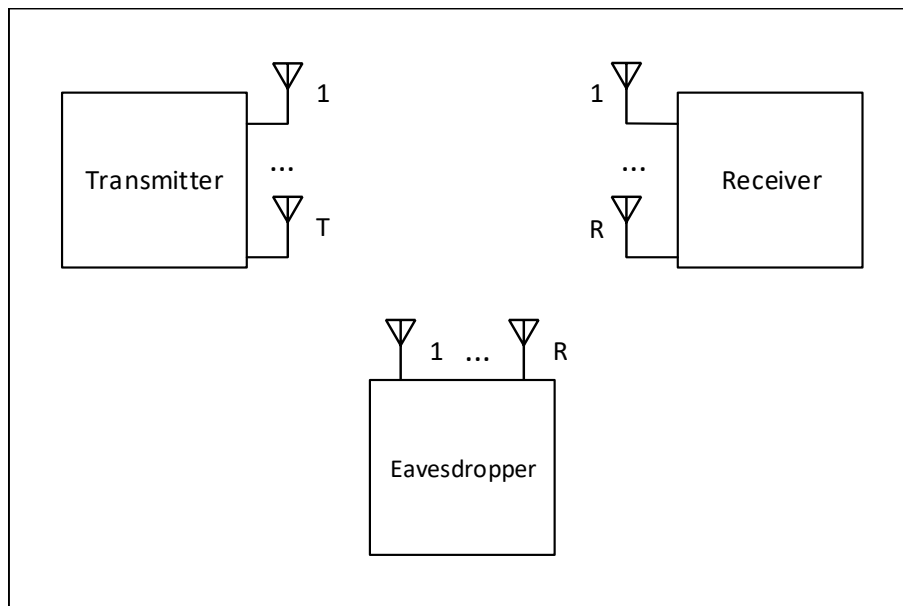 1
1
Transmitter
...
...
Receiver
T
R
1 ... R
Eavesdropper